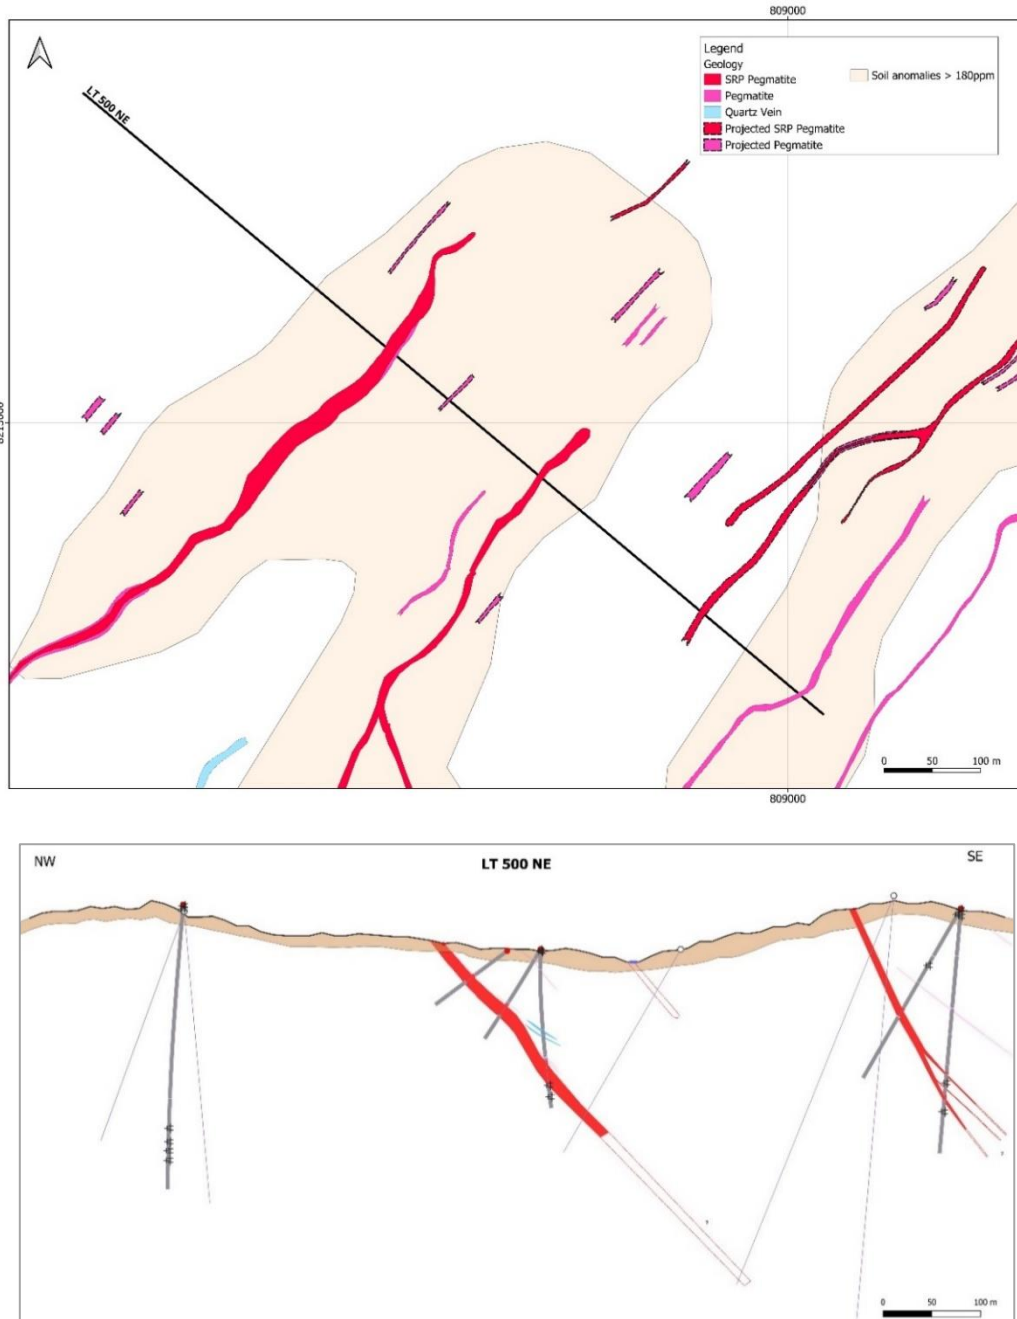 809000
LT 500 NE
Legend
Geology
SRP Pegmatite
Soil anomalies > 180ppm
Pegmatite
Quartz Vein
Projected SRP Pegmatite
Projected Pegmatite
0 50 100 m
809000
NW
LT 500 NE
SE
?
?
0 50 100 m